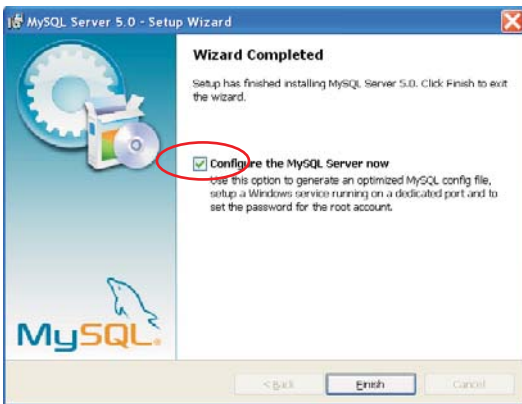 MySQL Server 5.0 - Setup Wizard
Wizard Completed
Setup has finished installing MySQL Server 5.0. Click Finish to exit
the wizard.
Configure the MySQL Server now
Use this option to generate an optimized MySQL config file,
setup a Windows service running on a dedicated port and to
set the password for the root account.
MySQL.
< Back
Finish
Cancel